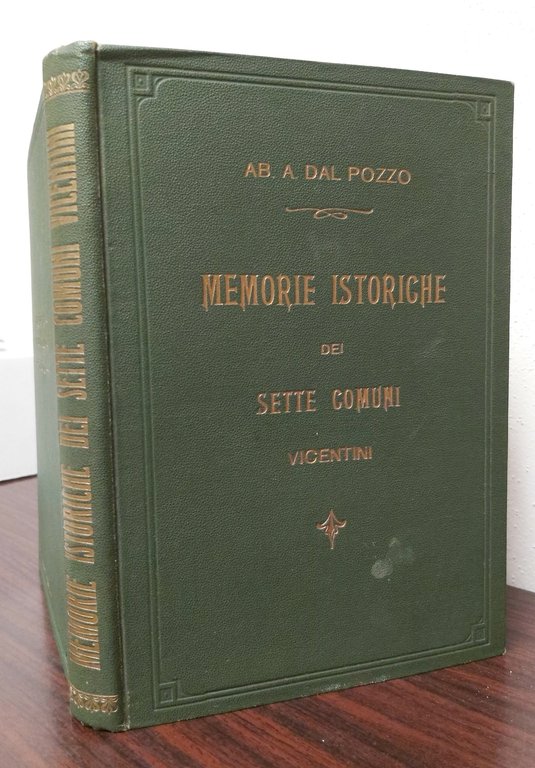 AB. A. DAL POZZO
MEMORIE ISTORICHE
DEI
SETTE COMUNI
VICENTINI
MEMORIE ISTORICHE DEI SETTE COMUNI VICENTINI